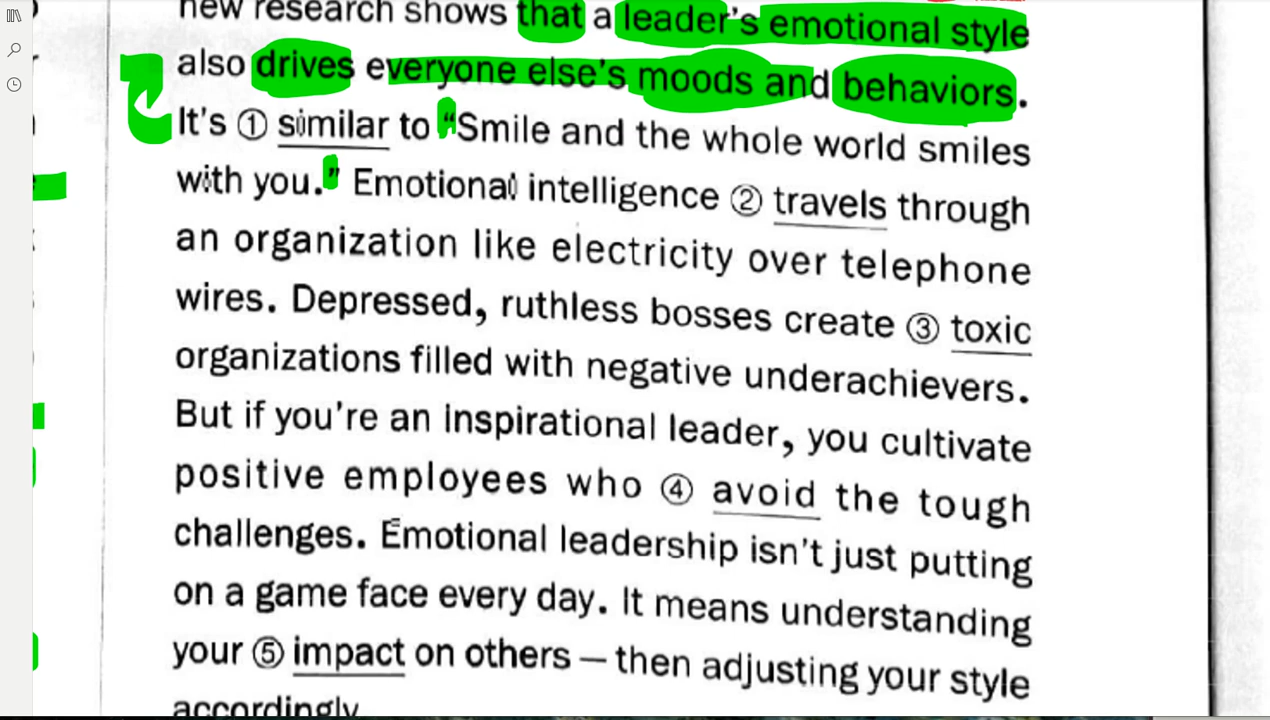 new research shows that a leader's emotional style
also drives everyone else's moods and behaviors.
It's ① similar to "Smile and the whole world smiles
with you." Emotional intelligence ② travels through
an organization like electricity over telephone
wires. Depressed, ruthless bosses create ③ toxic
organizations filled with negative underachievers.
But if you're an inspirational leader, you cultivate
positive employees who ④ avoid the tough
challenges. Emotional leadership isn't just putting
on a game face every day. It means understanding
your ⑤ impact on others — then adjusting your style
accordingly.